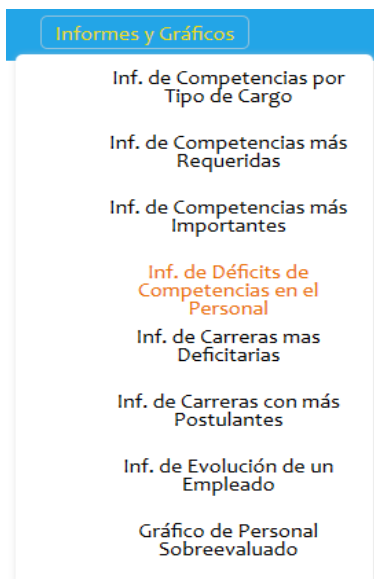 Informes y Gráficos
Inf. de Competencias por
Tipo de Cargo
Inf. de Competencias más
Requeridas
Inf. de Competencias más
Importantes
Inf. de Déficits de
Competencias en el
Personal
Inf. de Carreras mas
Deficitarias
Inf. de Carreras con más
Postulantes
Inf. de Evolución de un
Empleado
Gráfico de Personal
Sobreevaluado